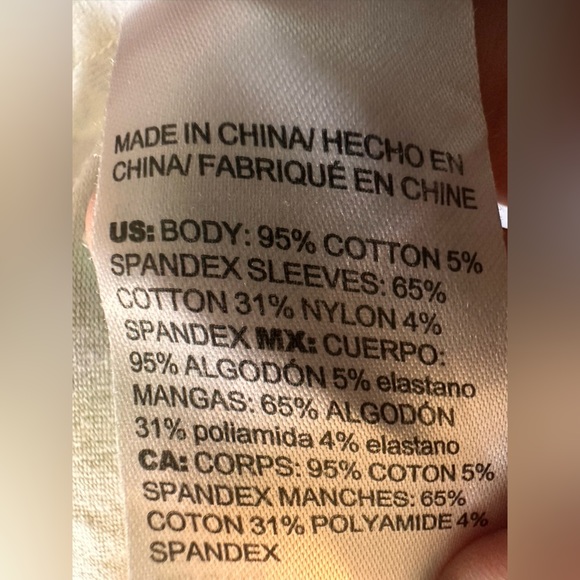 MADE IN CHINA/ HECHO EN
CHINA/ FABRIQUÉ EN CHINE
US: BODY: 95% COTTON 5%
SPANDEX SLEEVES: 65%
COTTON 31% NYLON 4%
SPANDEX MX: CUERPO:
95% ALGODÓN 5% elastano
MANGAS: 65% ALGODÓN
31% poliamida 4% elastano
CA: CORPS: 95% COTON 5%
SPANDEX MANCHES: 65%
COTON 31% POLYAMIDE 4%
SPANDEX